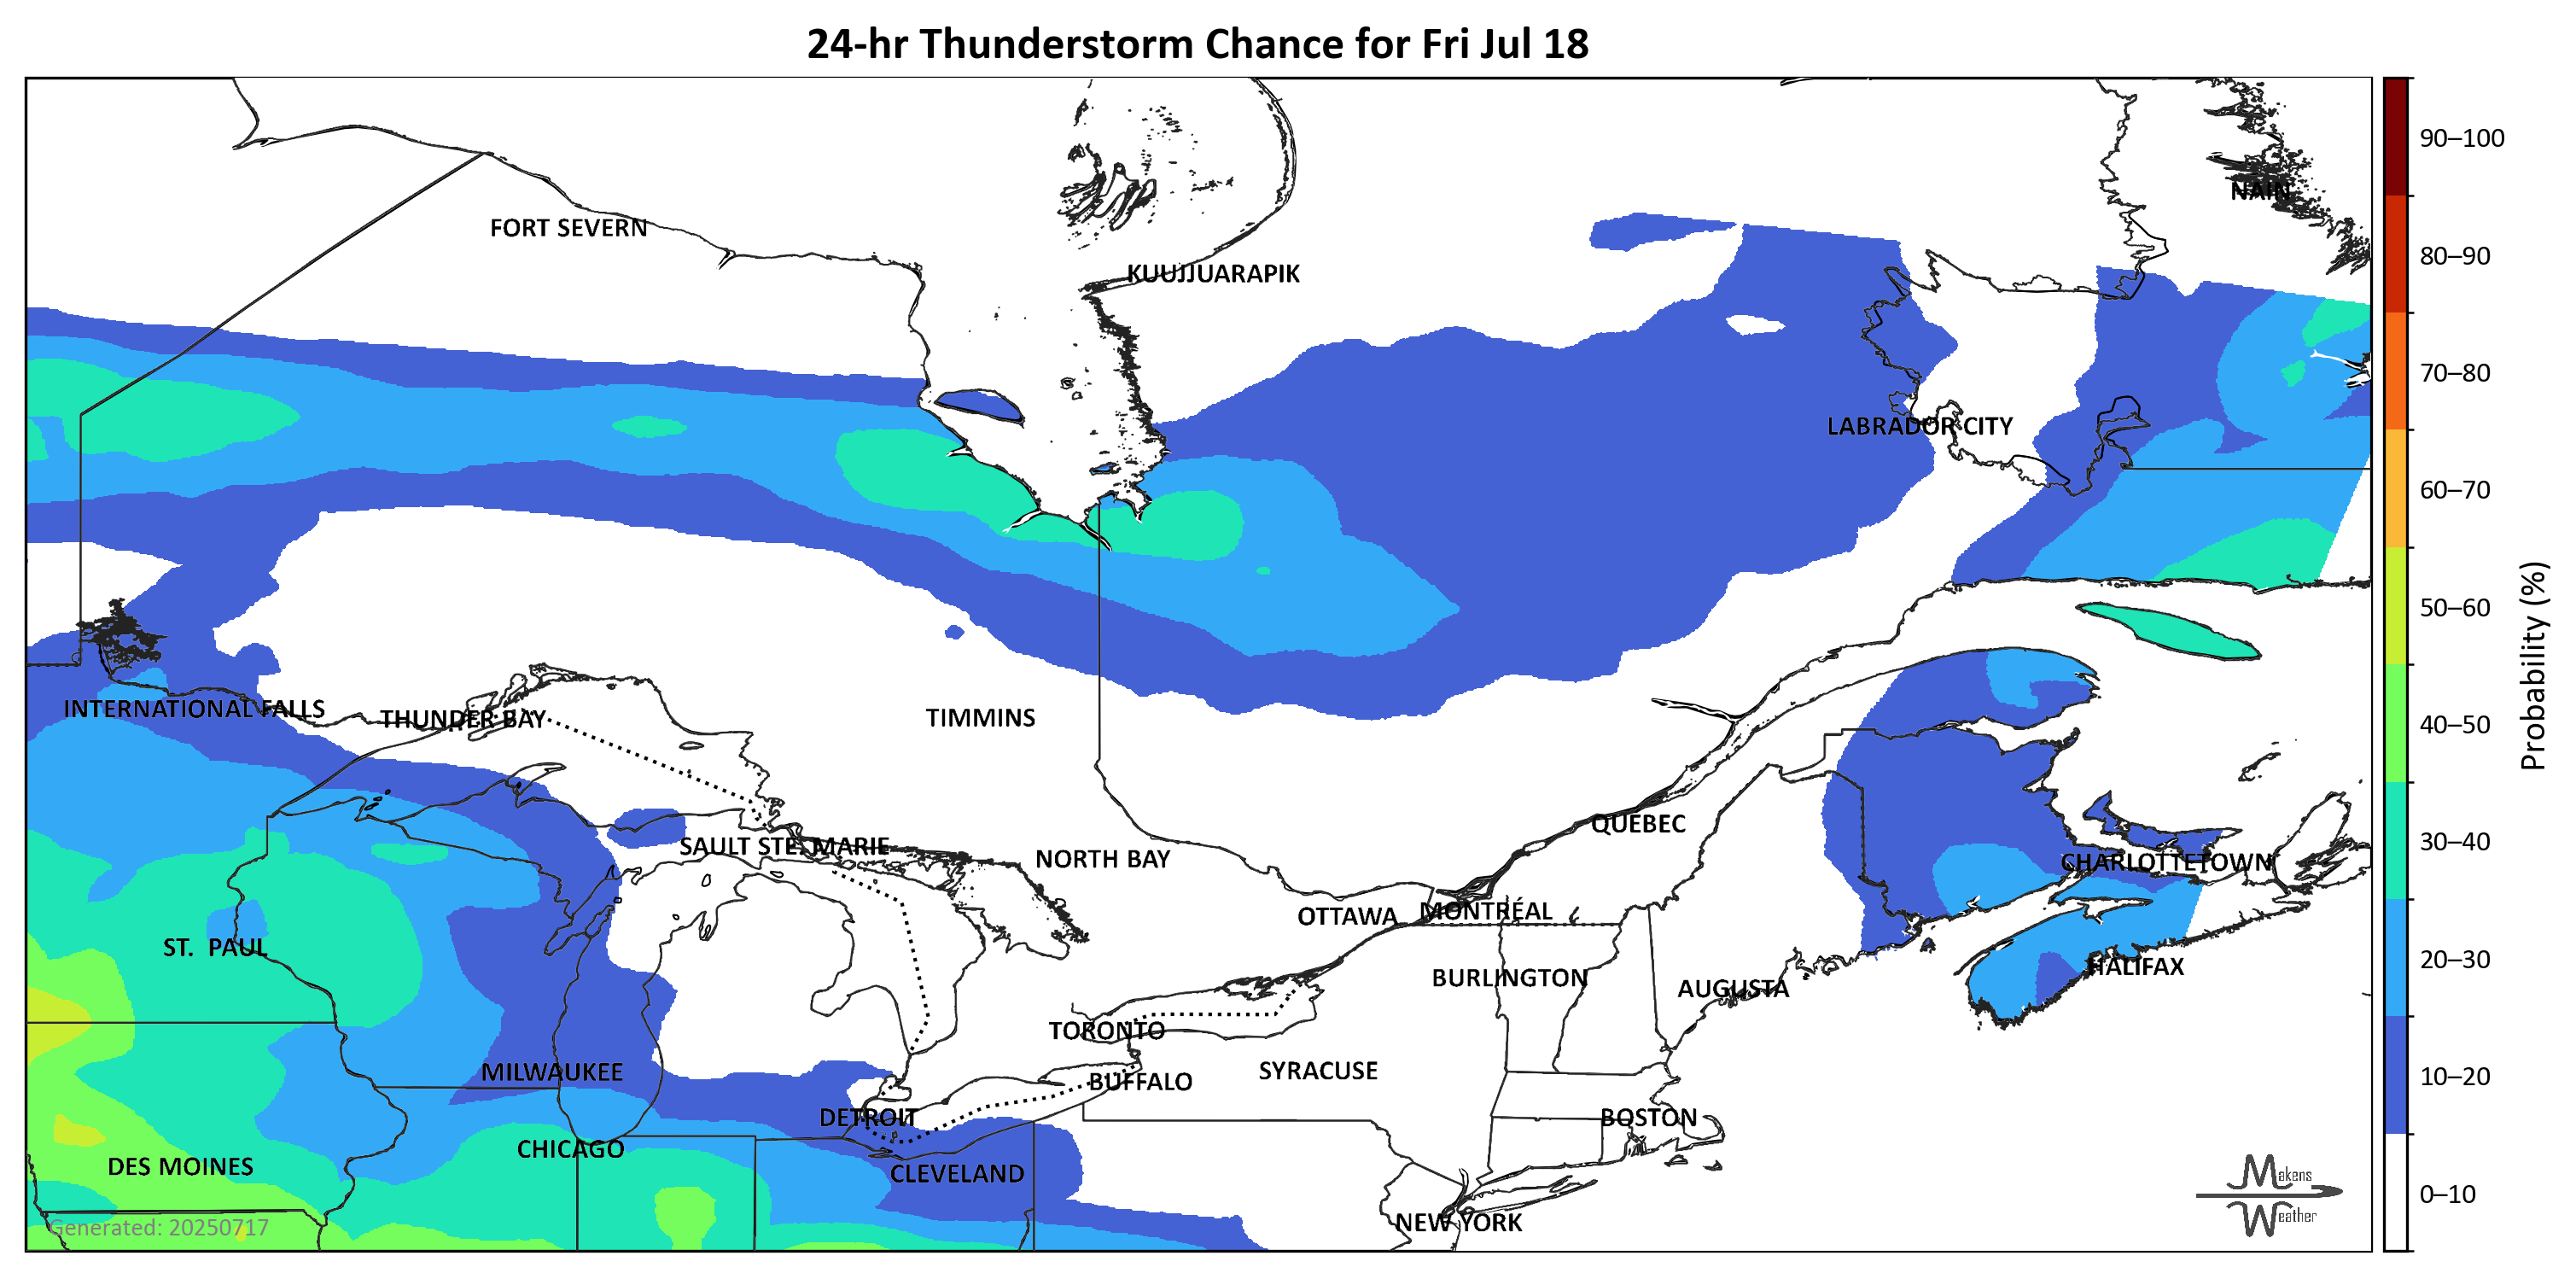 24-hr Thunderstorm Chance for Fri Jul 18
90–100
NAIN
FORT SEVERN
80–90
KUUJJUARAPIK
70–80
LABRADOR CITY
60–70
50–60
Probability (%)
INTERNATIONAL FALLS
THUNDER BAY
TIMMINS
40–50
QUEBEC
30–40
SAULT STE. MARIE
NORTH BAY
CHARLOTTETOWN
OTTAWA
MONTRÉAL
ST. PAUL
20–30
HALIFAX
BURLINGTON
AUGUSTA
TORONTO
MILWAUKEE
SYRACUSE
10–20
BUFFALO
DETROIT
BOSTON
CHICAGO
DES MOINES
CLEVELAND
Makens
Weather
0–10
NEW YORK
Generated: 20250717